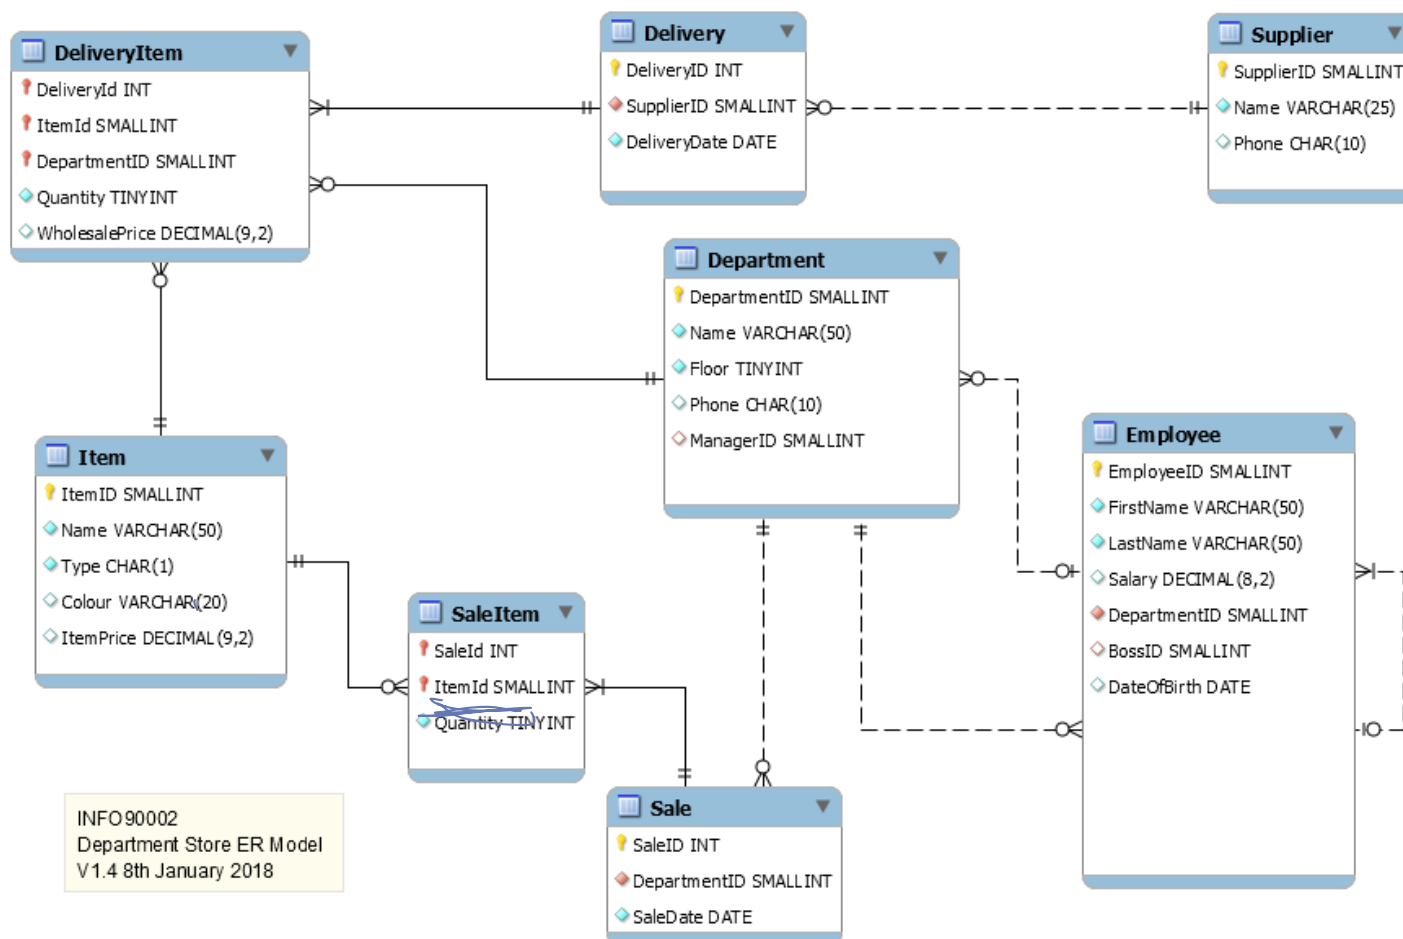 DeliveryItem
DeliveryId INT
ItemId SMALLINT
DepartmentID SMALLINT
Quantity TINYINT
WholesalePrice DECIMAL(9,2)
Delivery
DeliveryID INT
SupplierID SMALLINT
DeliveryDate DATE
Supplier
SupplierID SMALLINT
Name VARCHAR(25)
Phone CHAR(10)
Department
DepartmentID SMALLINT
Name VARCHAR(50)
Floor TINYINT
Phone CHAR(10)
ManagerID SMALLINT
Employee
EmployeeID SMALLINT
FirstName VARCHAR(50)
LastName VARCHAR(50)
Salary DECIMAL(8,2)
DepartmentID SMALLINT
BossID SMALLINT
DateOfBirth DATE
Item
ItemID SMALLINT
Name VARCHAR(50)
Type CHAR(1)
Colour VARCHAR(20)
ItemPrice DECIMAL(9,2)
SaleItem
SaleId INT
ItemId SMALLINT
Quantity TINYINT
Sale
SaleID INT
DepartmentID SMALLINT
SaleDate DATE
INFO90002
Department Store ER Model
V1.4 8th January 2018